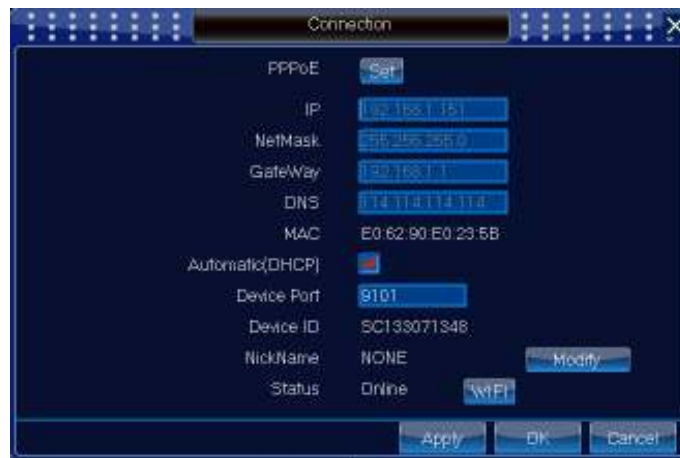 Connection
PPPoE Set
IP 192.168.1.151
NetMask 255.255.255.0
GateWay 192.168.1.1
DNS 114.114.114.114
MAC E0:62:90:E0:23:5B
Automatic(DHCP)
Device Port 9101
Device ID SC133071348
NickName NONE Modify
Status Online WIFI
Apply OK Cancel